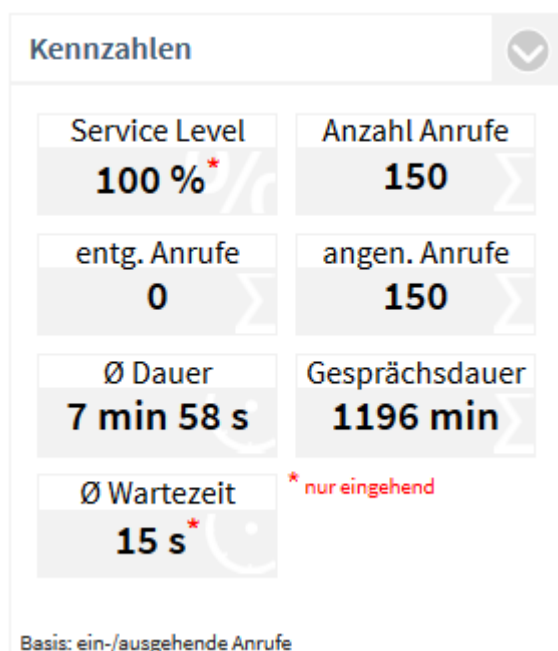 Kennzahlen
Service Level
100 %*
Anzahl Anrufe
150
entg. Anrufe
0
angen. Anrufe
150
Ø Dauer
7 min 58 s
Gesprächsdauer
1196 min
Ø Wartezeit
15 s*
* nur eingehend
Basis: ein-/ausgehende Anrufe